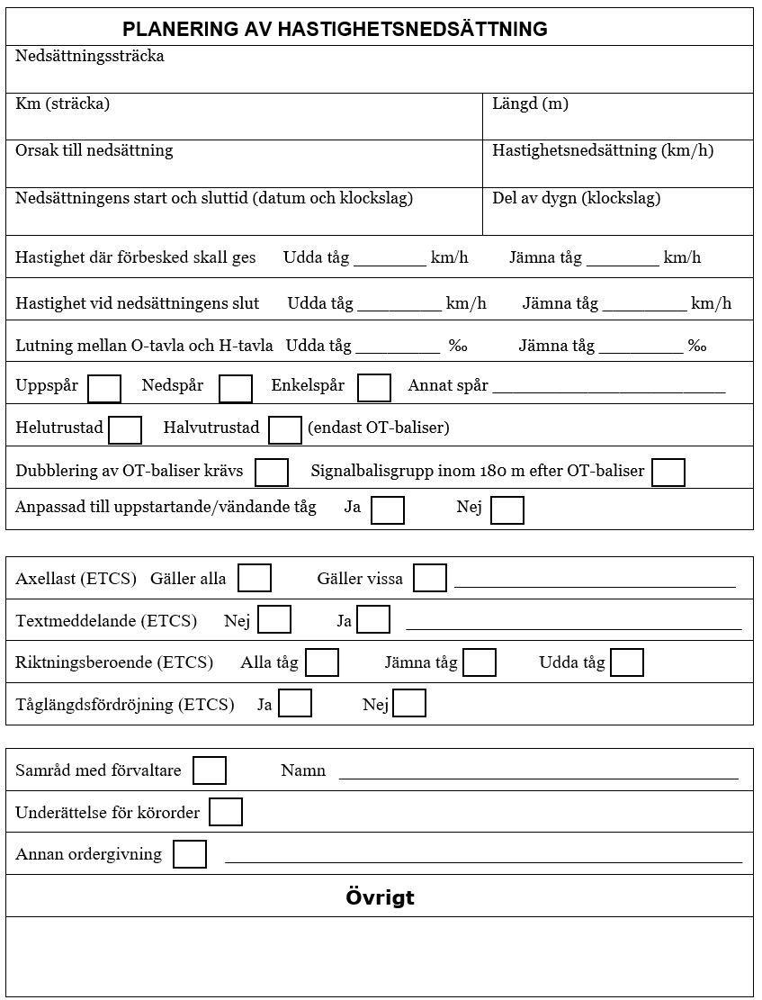 PLANERING AV HASTIGHETSNEDSÄTTNING
Nedsättningssträcka
Km (sträcka) Längd (m)
Orsak till nedsättning Hastighetsnedsättning (km/h)
Nedsättningens start och sluttid (datum och klockslag) Del av dygn (klockslag)
Hastighet där förbesked skall ges Udda tåg ________ km/h Jämna tåg ________ km/h
Hastighet vid nedsättningens slut Udda tåg _________ km/h Jämna tåg _________ km/h
Lutning mellan O-tavla och H-tavla Udda tåg _________ ‰ Jämna tåg _________ ‰
Uppspår Nedspår Enkelspår Annat spår _________________________
Helutrustad Halvutrustad (endast OT-baliser)
Dubblering av OT-baliser krävs Signalbalisgrupp inom 180 m efter OT-baliser
Anpassad till uppstartande/vändande tåg Ja Nej
Axellast (ETCS) Gäller alla Gäller vissa ______________________________
Textmeddelande (ETCS) Nej Ja ____________________________________
Riktningsberoende (ETCS) Alla tåg Jämna tåg Udda tåg
Tåglängdsfördröjning (ETCS) Ja Nej
Samråd med förvaltare Namn ___________________________________________
Underättelse för körorder
Annan ordergivning ________________________________________________________
Övrigt